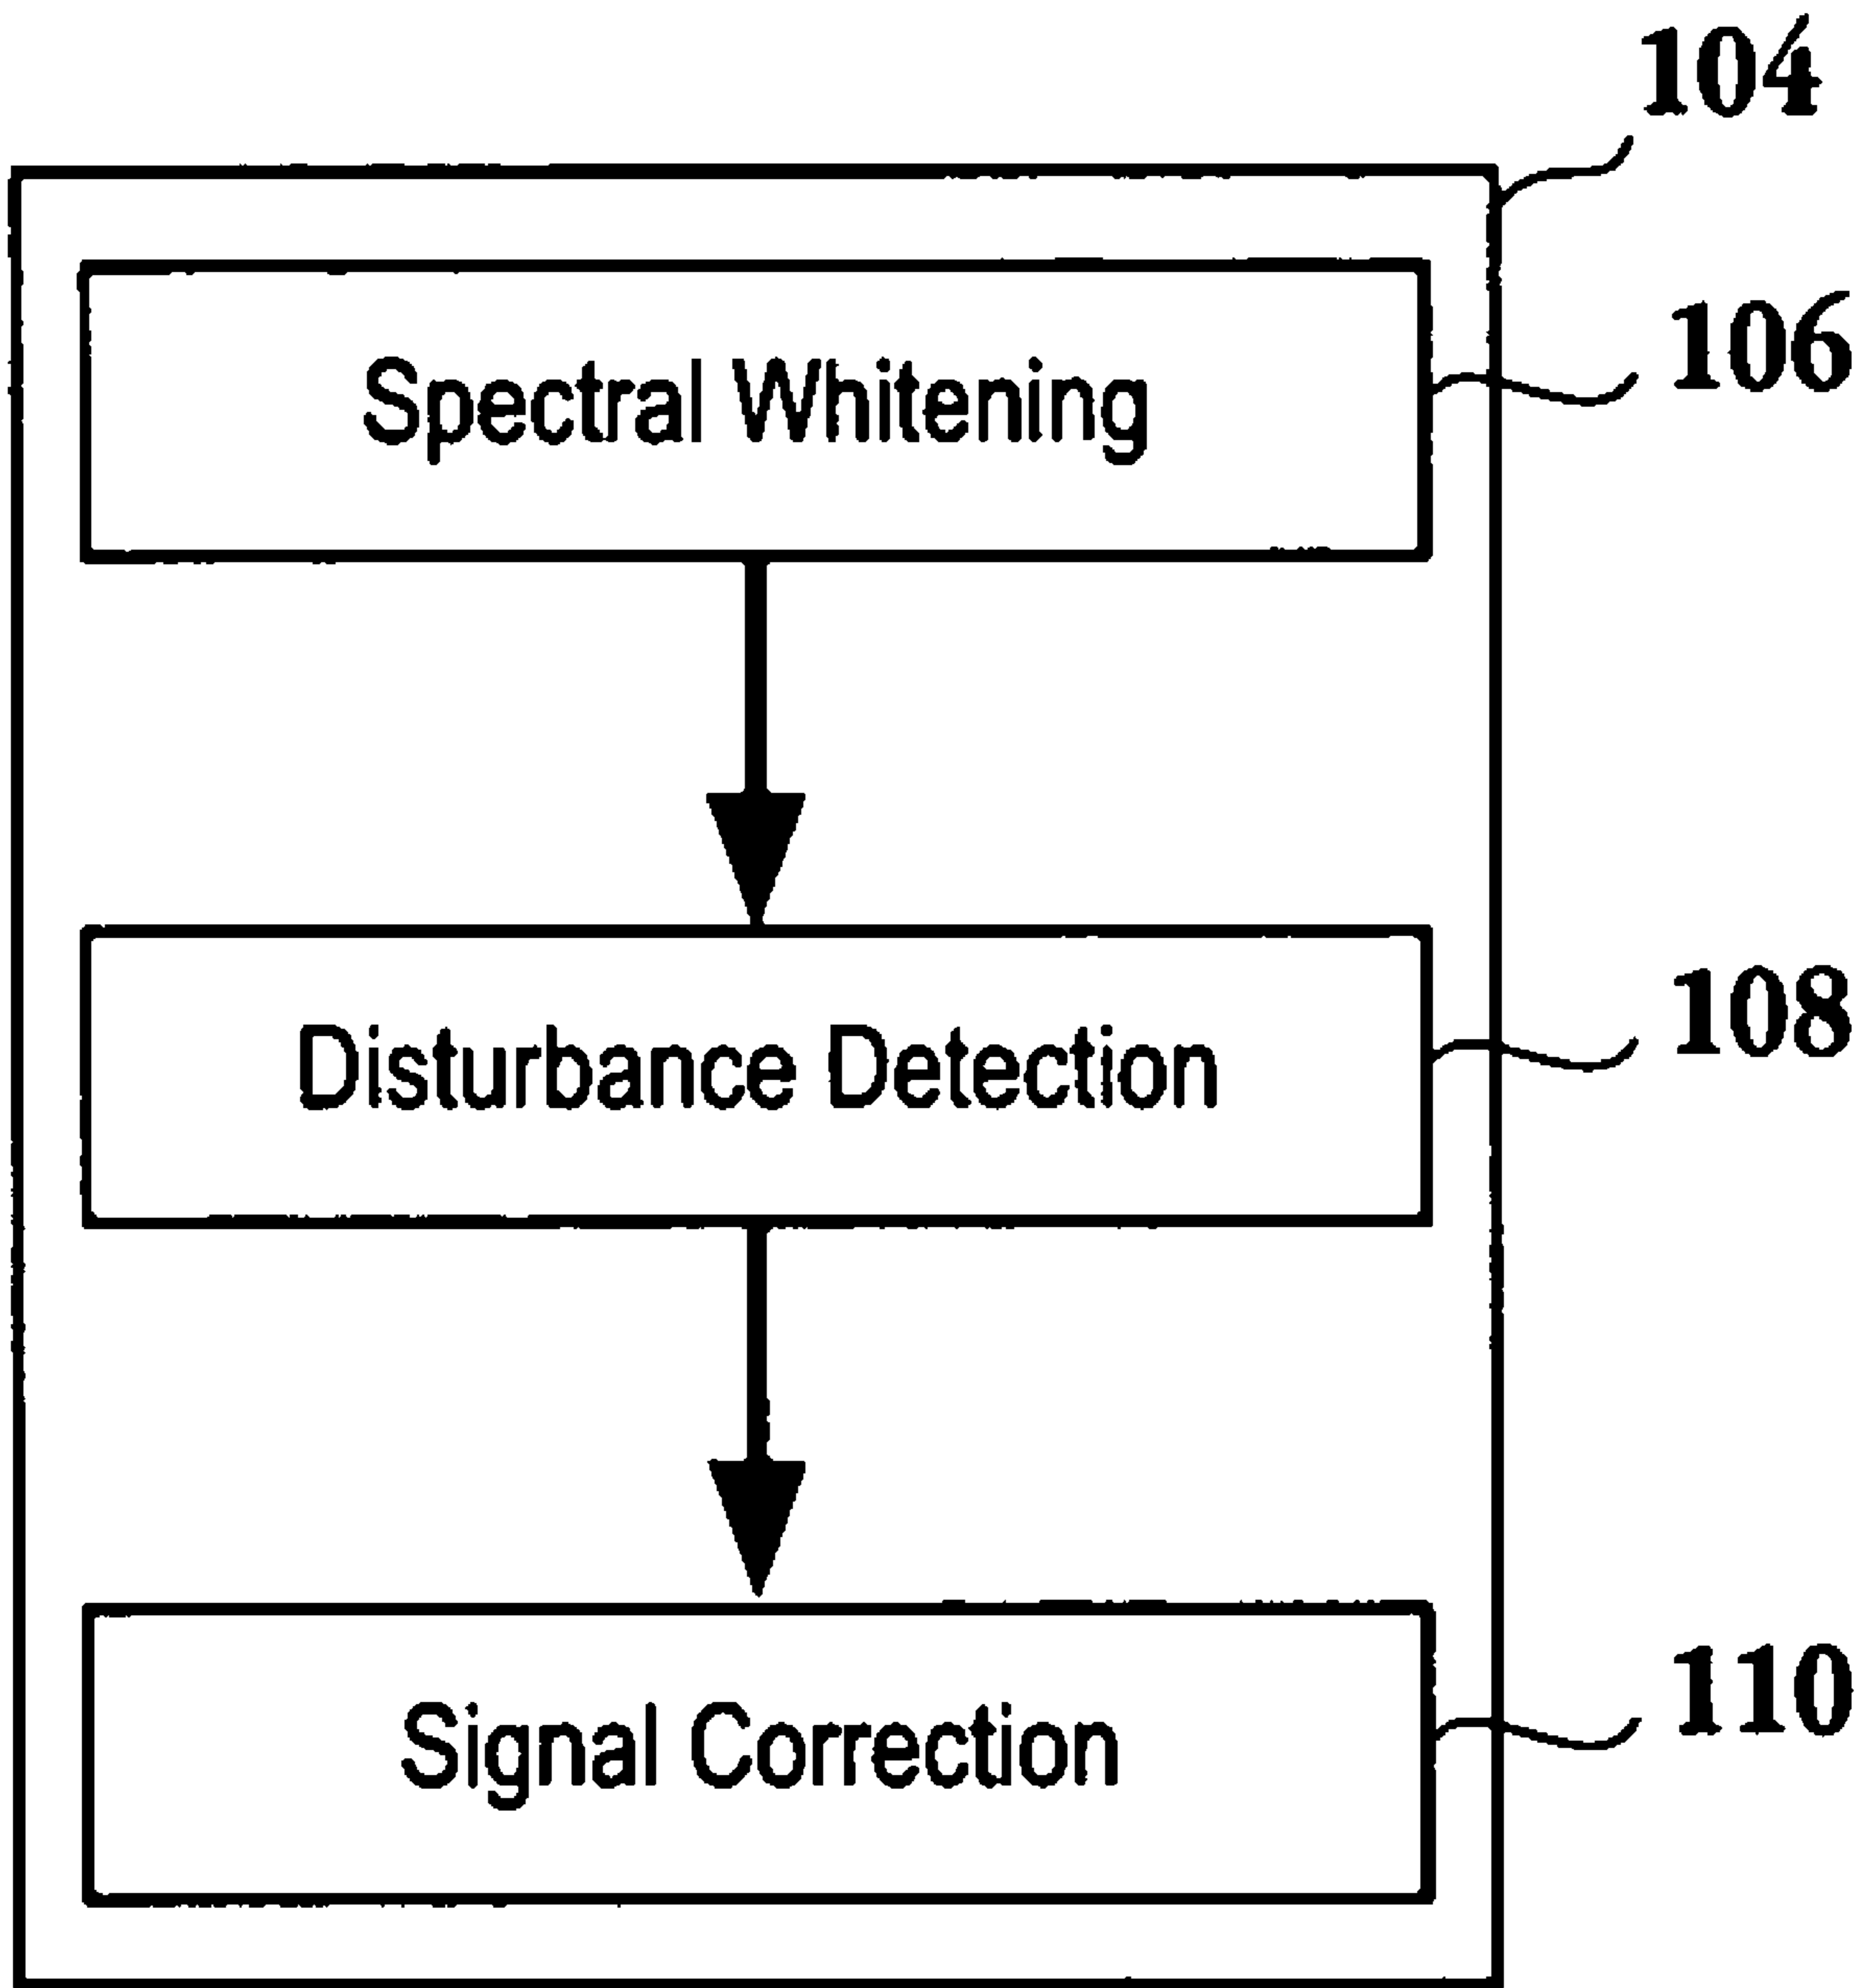 104
Spectral Whitening
106
Disturbance Detection
108
Signal Correction
110